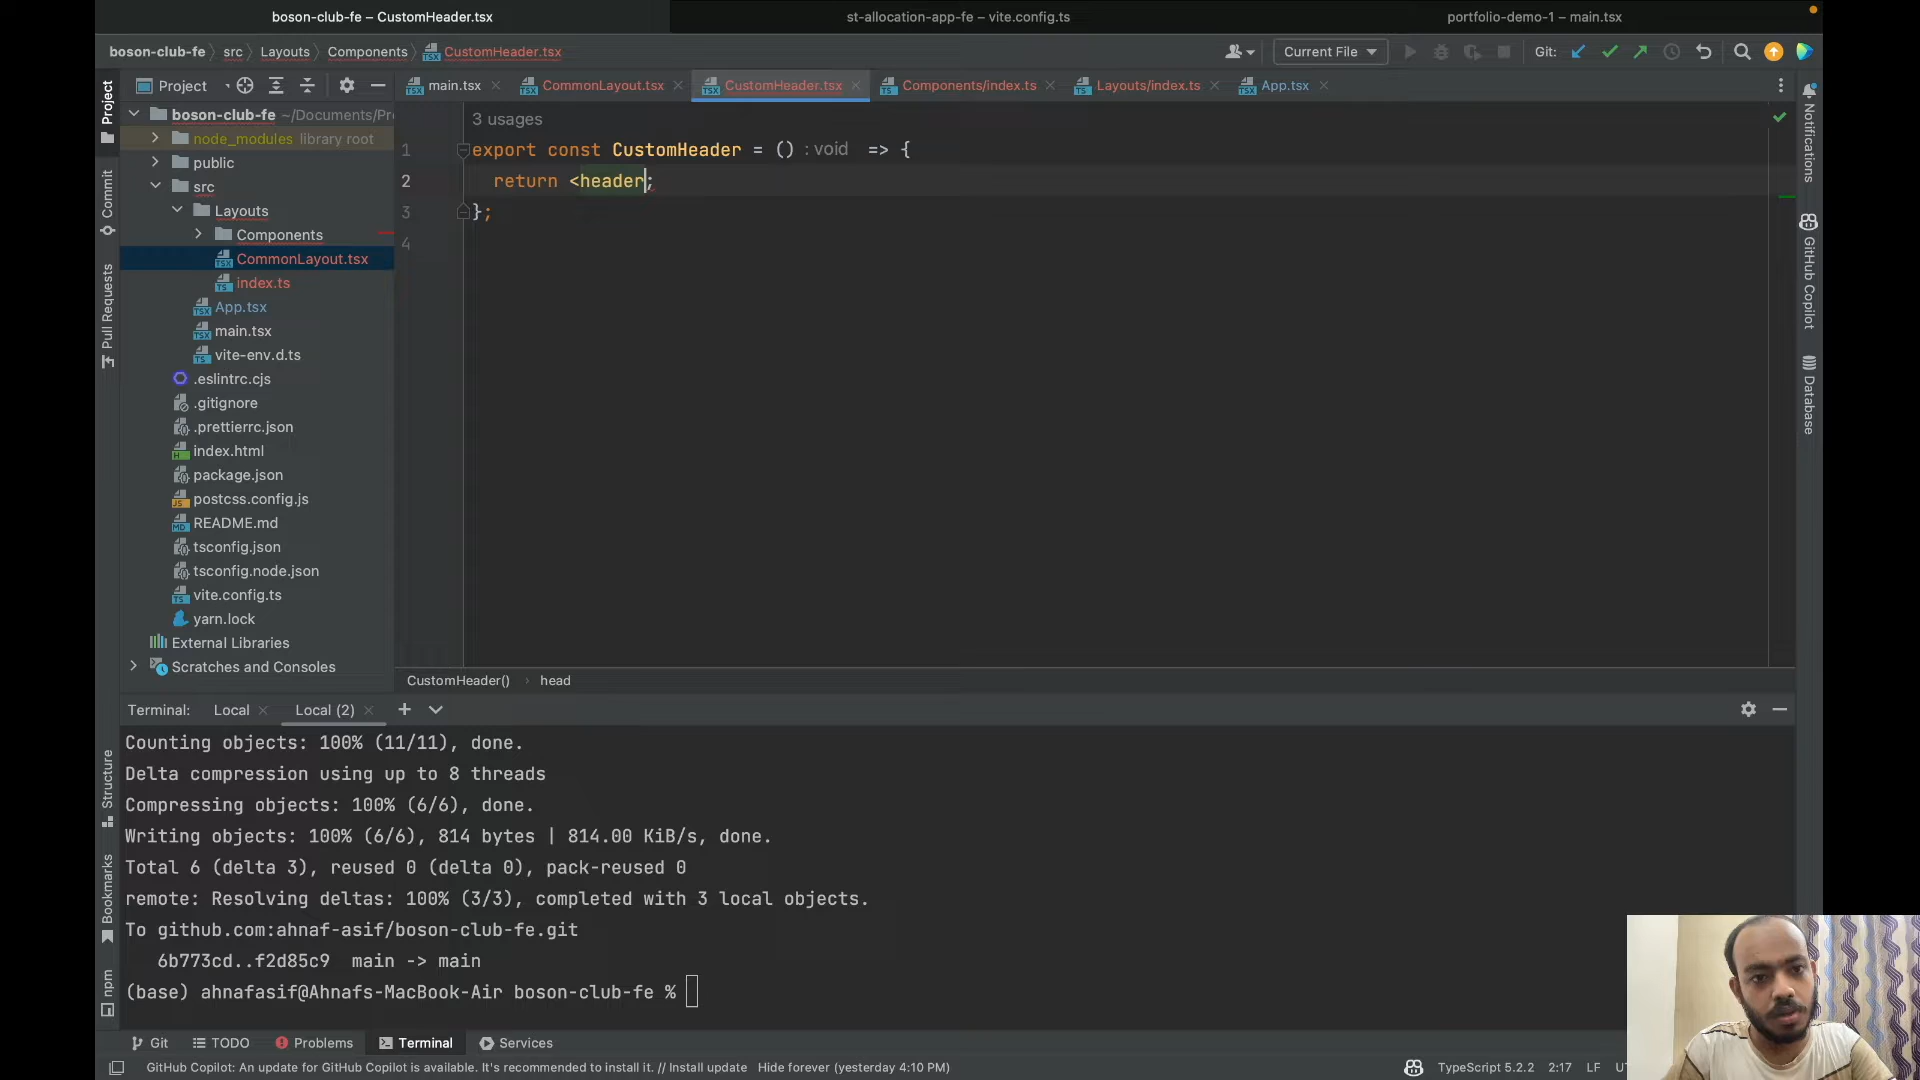 boson-club-fe – CustomHeader.tsx
st-allocation-app-fe – vite.config.ts
portfolio-demo-1 – main.tsx
boson-club-fe
src
Layouts
Components
CustomHeader.tsx
Current File
Git:
Project
main.tsx
CommonLayout.tsx
CustomHeader.tsx
Components/index.ts
Layouts/index.ts
App.tsx
Project
Commit
Pull Requests
Structure
Bookmarks
npm
boson-club-fe ~/Documents/Pr
node_modules library root
public
src
Layouts
Components
CommonLayout.tsx
index.ts
App.tsx
main.tsx
vite-env.d.ts
.eslintrc.cjs
.gitignore
.prettierrc.json
index.html
package.json
postcss.config.js
README.md
tsconfig.json
tsconfig.node.json
vite.config.ts
yarn.lock
External Libraries
Scratches and Consoles
3 usages
1 export const CustomHeader = () : void => {
2 return <header;
3 };
4
Notifications
GitHub Copilot
Database
CustomHeader() head
Terminal: Local Local (2)
Counting objects: 100% (11/11), done.
Delta compression using up to 8 threads
Compressing objects: 100% (6/6), done.
Writing objects: 100% (6/6), 814 bytes | 814.00 KiB/s, done.
Total 6 (delta 3), reused 0 (delta 0), pack-reused 0
remote: Resolving deltas: 100% (3/3), completed with 3 local objects.
To github.com:ahnaf-asif/boson-club-fe.git
6b773cd..f2d85c9 main -> main
(base) ahnafasif@Ahnafs-MacBook-Air boson-club-fe %
Git
TODO
Problems
Terminal
Services
GitHub Copilot: An update for GitHub Copilot is available. It's recommended to install it. // Install update Hide forever (yesterday 4:10 PM)
TypeScript 5.2.2 2:17 LF